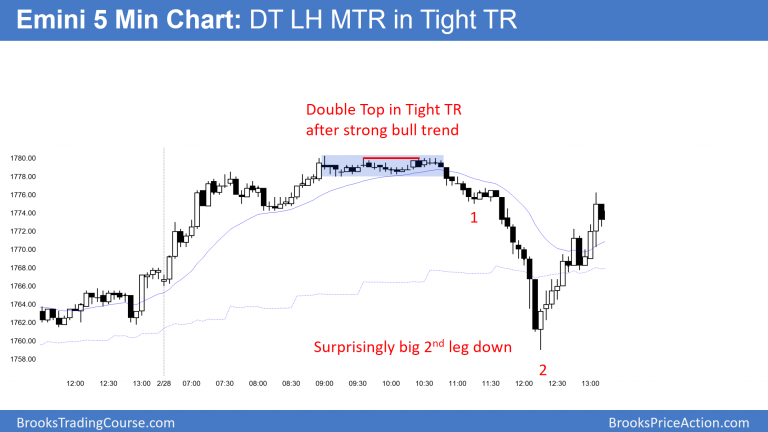 Emini 5 Min Chart: DT LH MTR in Tight TR
Double Top in Tight TR
after strong bull trend
1780.00
1778.00
1776.00
1774.00
1772.00
1770.00
1768.00
1766.00
1764.00
1762.00
1760.00
1758.00
1
Surprisingly big 2nd leg down
2
12:00 12:30 13:00 2/28 07:00 07:30 08:00 08:30 09:00 09:30 10:00 10:30 11:00 11:30 12:00 12:30 13:00
BrooksTradingCourse.com BrooksPriceAction.com